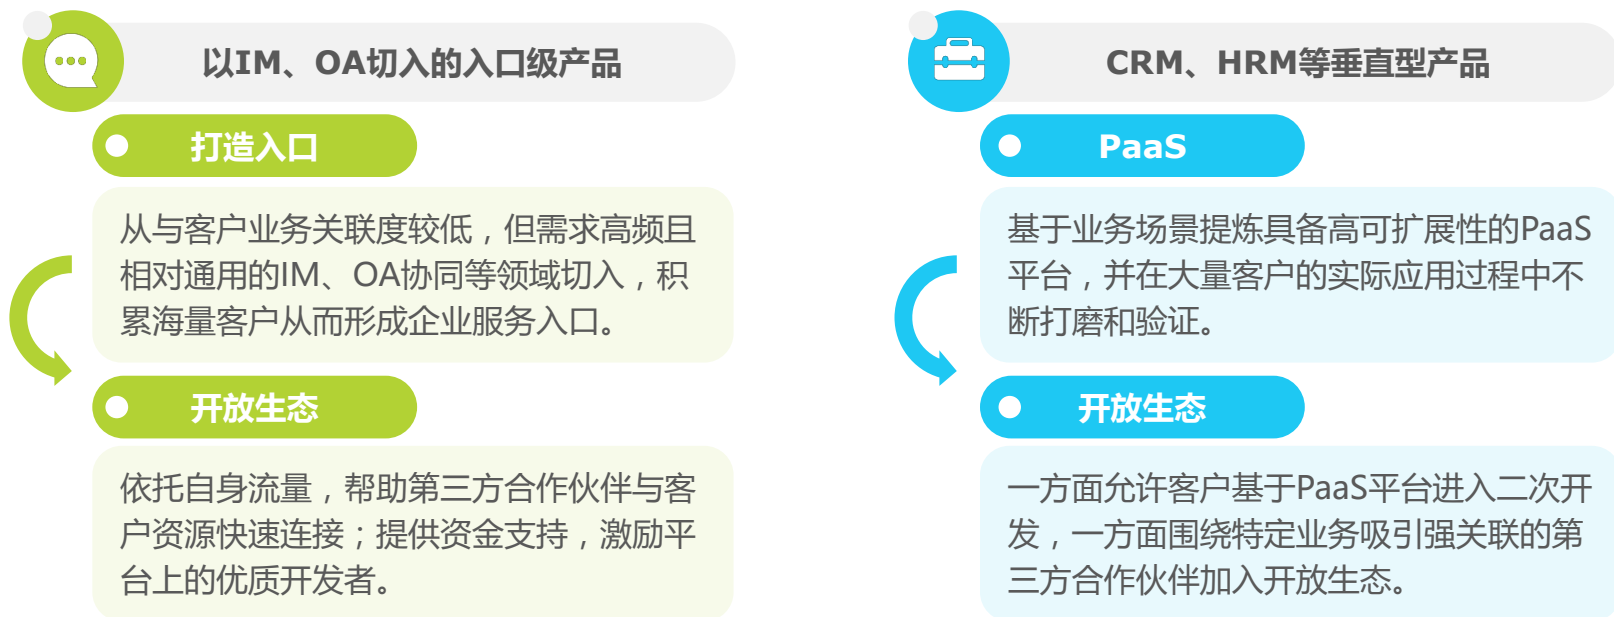 以IM、OA切入的入口级产品
打造入口
从与客户业务关联度较低，但需求高频且
相对通用的IM、OA协同等领域切入，积
累海量客户从而形成企业服务入口。
开放生态
依托自身流量，帮助第三方合作伙伴与客
户资源快速连接；提供资金支持，激励平
台上的优质开发者。
CRM、HRM等垂直型产品
PaaS
基于业务场景提炼具备高可扩展性的PaaS
平台，并在大量客户的实际应用过程中不
断打磨和验证。
开放生态
一方面允许客户基于PaaS平台进入二次开
发，一方面围绕特定业务吸引强关联的第
三方合作伙伴加入开放生态。